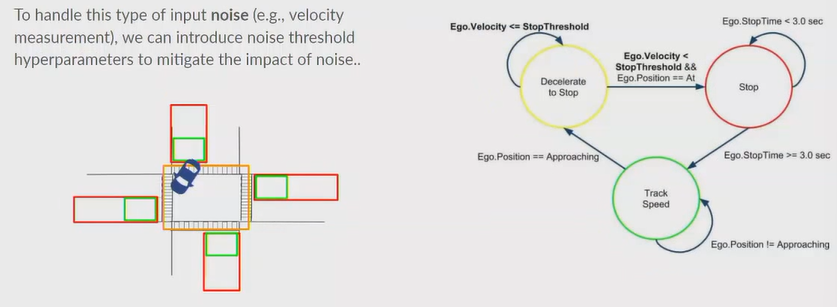 To handle this type of input noise (e.g., velocity
measurement), we can introduce noise threshold
hyperparameters to mitigate the impact of noise..
Ego.Velocity <= StopThreshold
Ego.StopTime < 3.0 sec
Ego.Velocity <
StopThreshold &&
Ego.Position == At
Decelerate
to Stop
Stop
Ego.Position == Approaching
Ego.StopTime >= 3.0 sec
Track
Speed
Ego.Position != Approaching